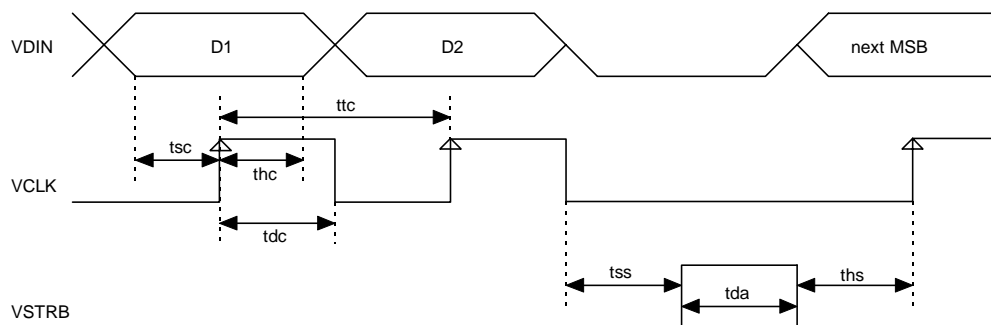 VDIN
D1
D2
next MSB
ttc
tsc
thc
VCLK
tdc
tss
ths
tda
VSTRB